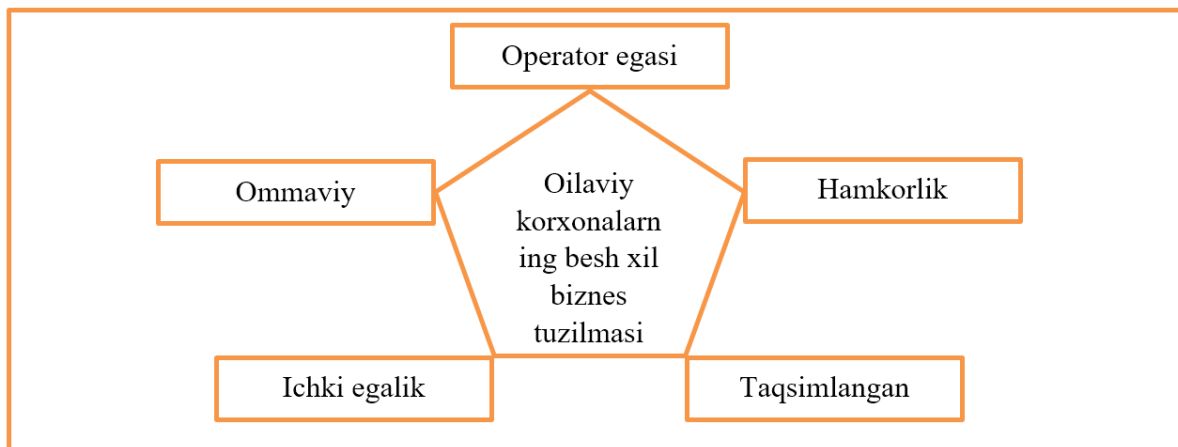 Operator egasi
Ommaviy
Hamkorlik
Oilaviy
korxonalarn
ing besh xil
biznes
tuzilmasi
Ichki egalik
Taqsimlangan